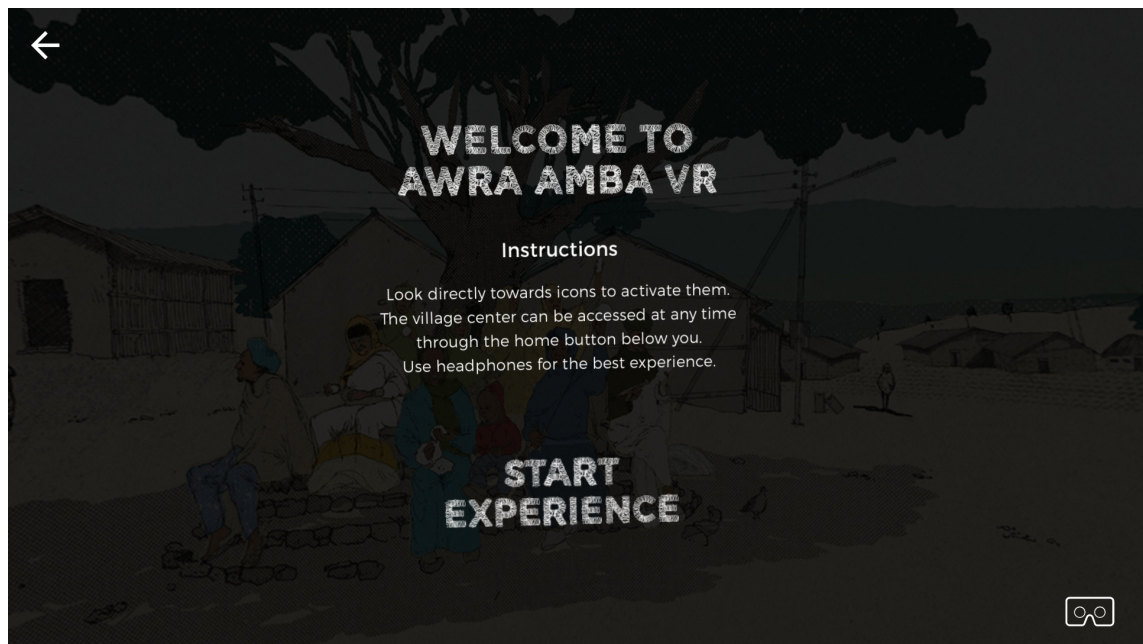 WELCOME TO
AWRA AMBA VR
Instructions
Look directly towards icons to activate them.
The village center can be accessed at any time
through the home button below you.
Use headphones for the best experience.
START
EXPERIENCE